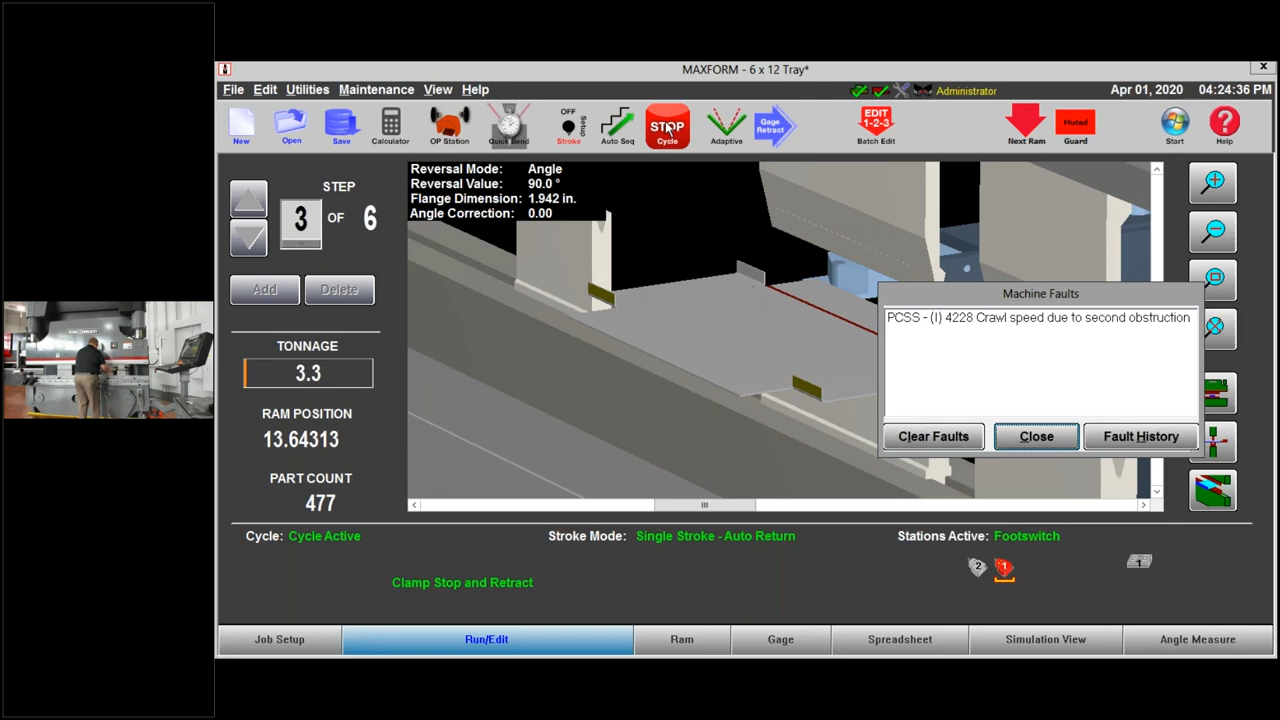 MAXFORM - 6 x 12 Tray*
x
File Edit Utilities Maintenance View Help
Administrator
Apr 01, 2020 04:24:36 PM
OFF
Setup
STOP
Gage
Retract
EDIT
1-2-3
Muted
New Open Save Calculator OP Station Quick Bend Stroke Auto Seq Cycle Adaptive Batch Edit Next Ram Guard Start Help
STEP
3 OF 6
Add Delete
TONNAGE
3.3
RAM POSITION
13.64313
PART COUNT
477
Reversal Mode: Angle
Reversal Value: 90.0 °
Flange Dimension: 1.942 in.
Angle Correction: 0.00
Machine Faults
PCSS - (I) 4228 Crawl speed due to second obstruction
Clear Faults Close Fault History
Cycle: Cycle Active
Stroke Mode: Single Stroke - Auto Return
Stations Active: Footswitch
2 1 1
Clamp Stop and Retract
Job Setup Run/Edit Ram Gage Spreadsheet Simulation View Angle Measure
CINCINNATI